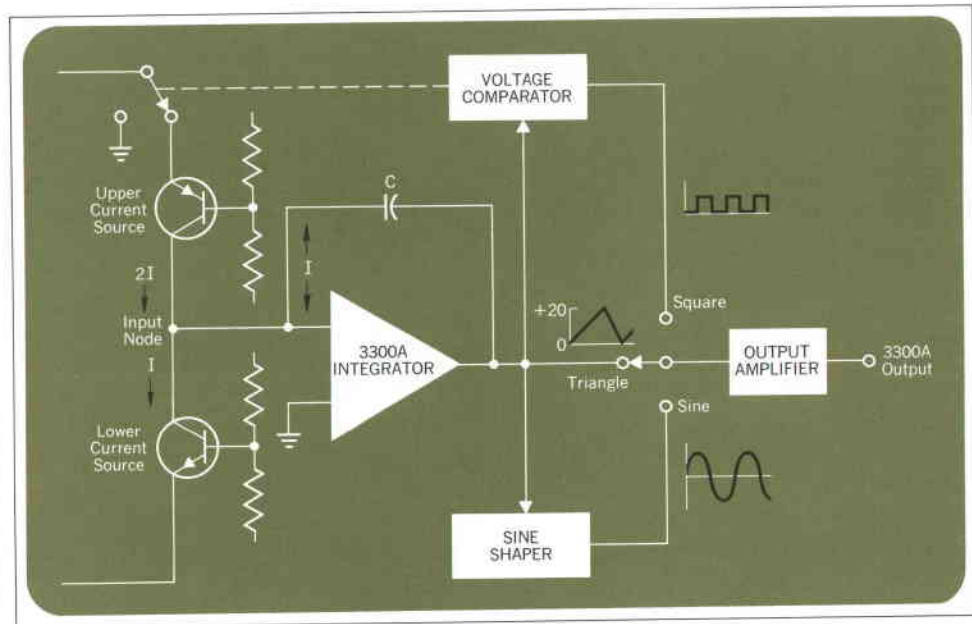 VOLTAGE
COMPARATOR
Upper
Current
Source
C
2I
I
Input
Node
I
3300A
INTEGRATOR
+20
0
Triangle
Square
Sine
OUTPUT
AMPLIFIER
3300A
Output
Lower
Current
Source
SINE
SHAPER